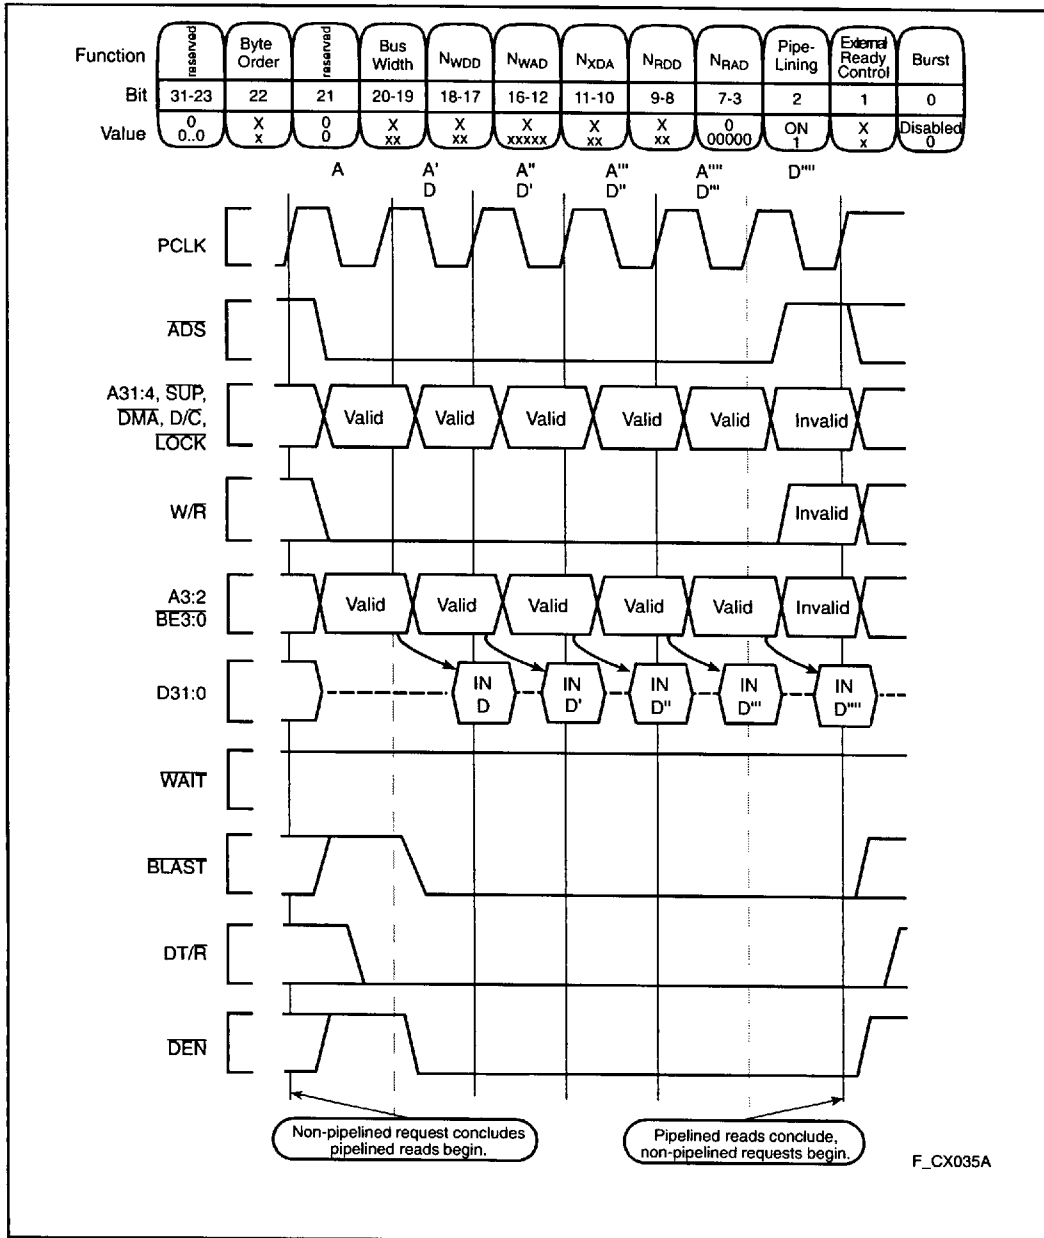 Function reserved Byte Order reserved Bus Width NWDD NWAD NXDA NRDD NRAD Pipe-Lining External Ready Control Burst
Bit 31-23 22 21 20-19 18-17 16-12 11-10 9-8 7-3 2 1 0
Value 0 X 0 X X X X X 0 ON X Disabled
0..0 x 0 xx xx xxxxx xx xx 00000 1 x 0
A A' A'' A''' A'''' D''''
D D' D'' D'''
PCLK
ADS
A31:4, SUP,
DMA, D/C,
LOCK
Valid Valid Valid Valid Valid Invalid
W/R
Invalid
A3:2
BE3:0
Valid Valid Valid Valid Valid Invalid
D31:0
IN IN IN IN IN
D D' D'' D''' D''''
WAIT
BLAST
DT/R
DEN
Non-pipelined request concludes
pipelined reads begin.
Pipelined reads conclude,
non-pipelined requests begin.
F_CX035A